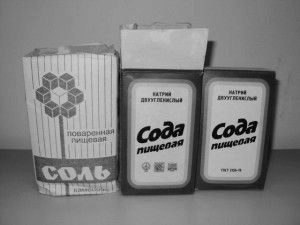 поваренная
пищевая
СОЛЬ
НАТРИЙ
ДВУУГЛЕКИСЛЫЙ
Сода
пищевая
НАТРИЙ
ДВУУГЛЕКИСЛЫЙ
Сода
пищевая